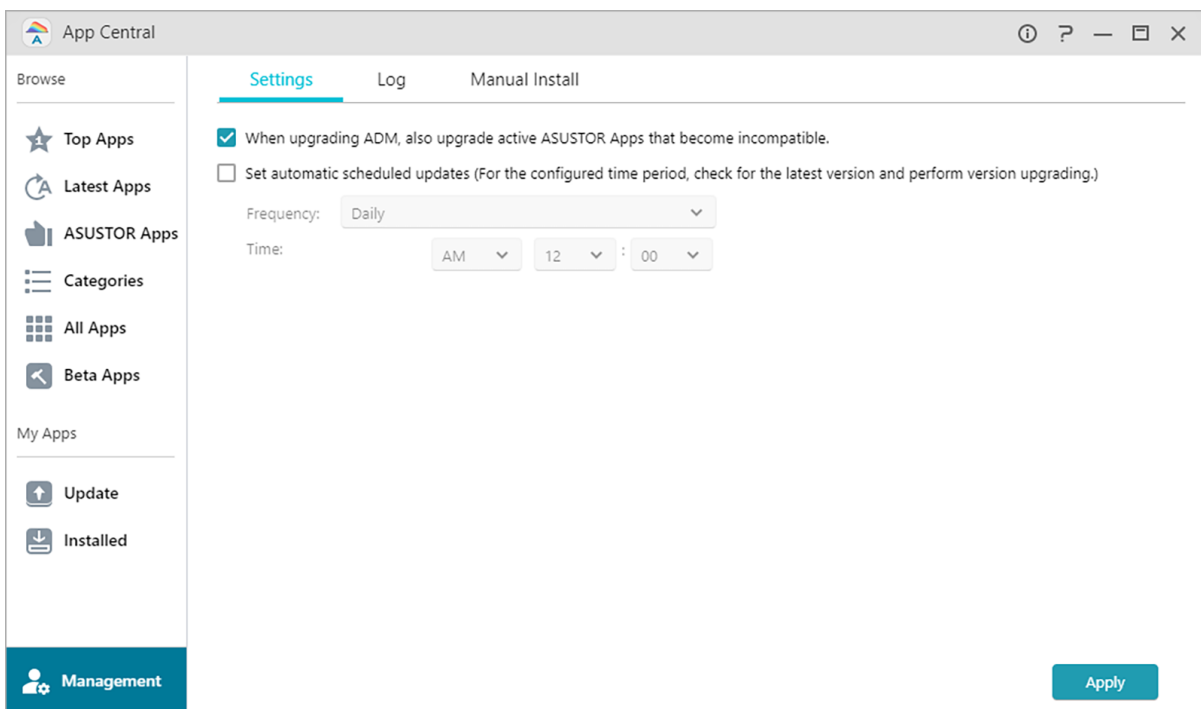 App Central
Browse
Top Apps
Latest Apps
ASUSTOR Apps
Categories
All Apps
Beta Apps
My Apps
Update
Installed
Management
Settings Log Manual Install
When upgrading ADM, also upgrade active ASUSTOR Apps that become incompatible.
Set automatic scheduled updates (For the configured time period, check for the latest version and perform version upgrading.)
Frequency: Daily
Time: AM 12 : 00
Apply